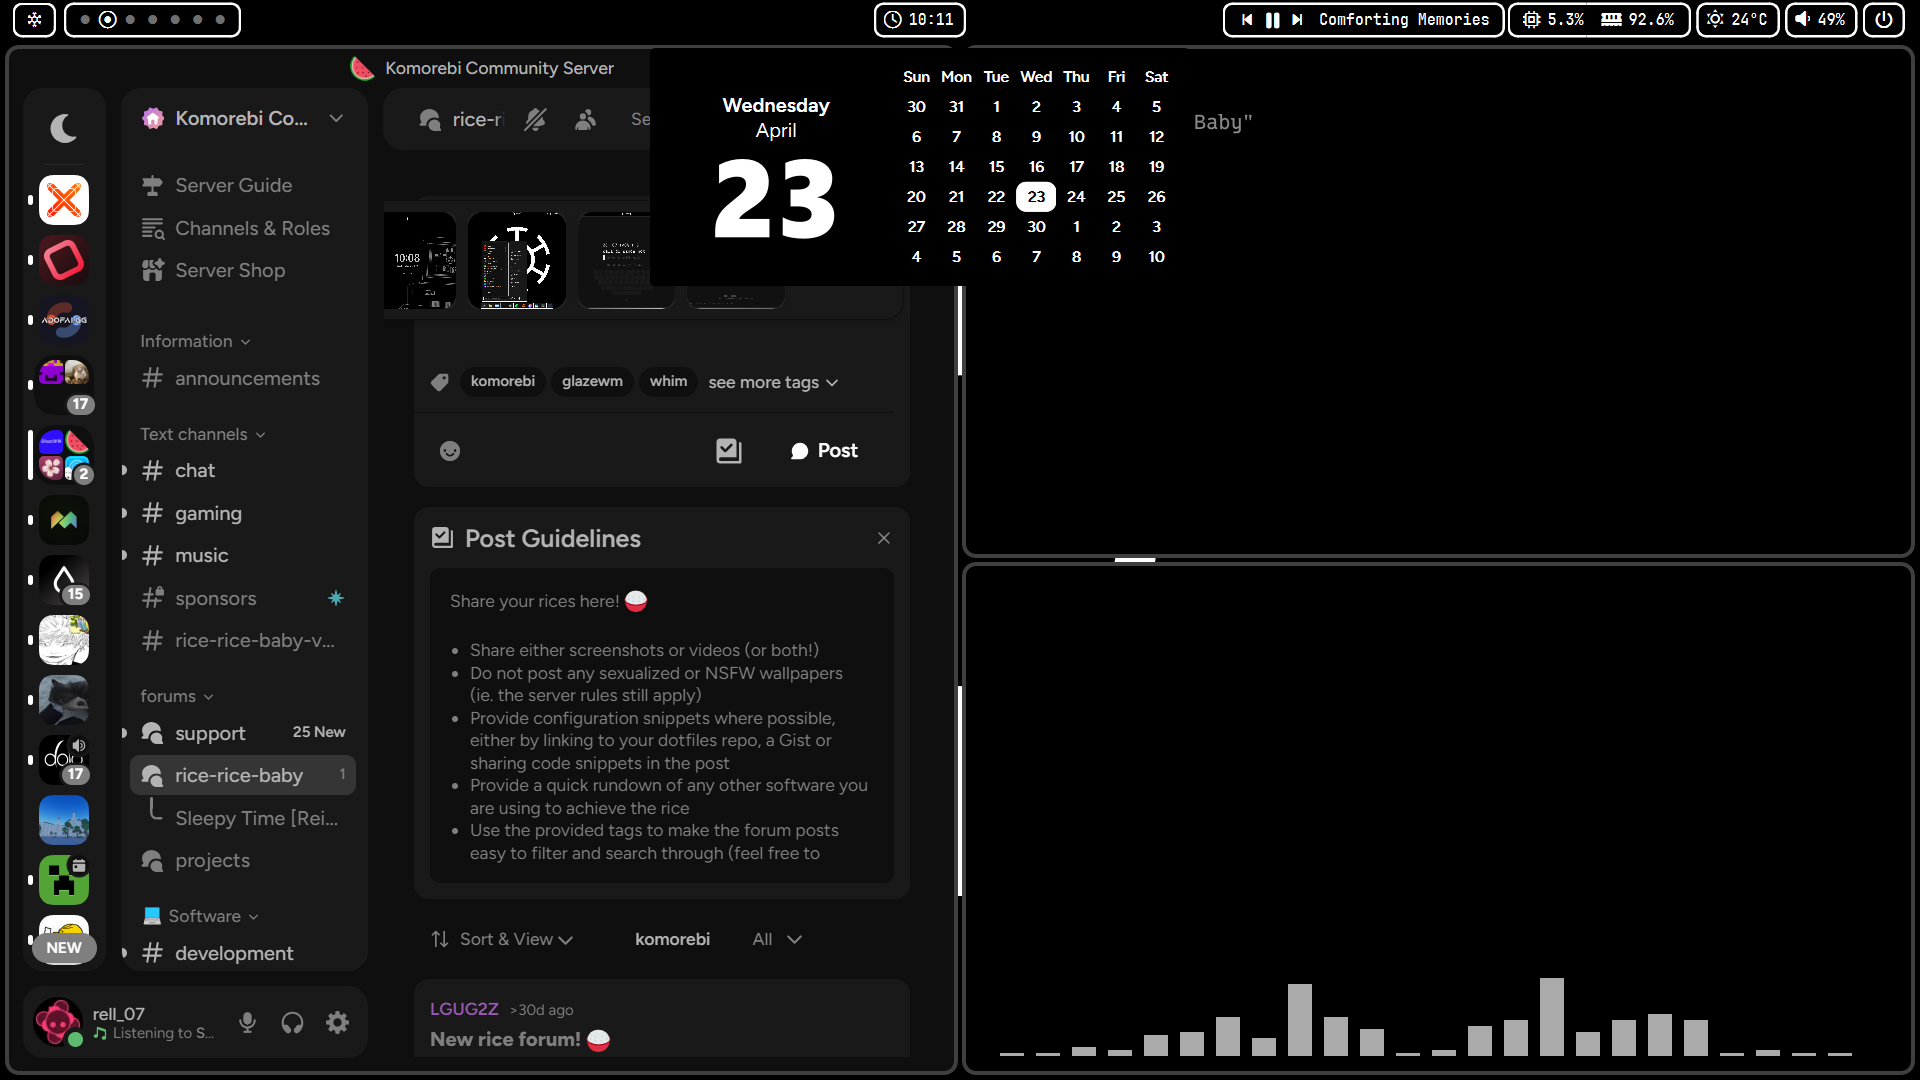 10:11
Comforting Memories
5.3%
92.6%
24°C
49%
Komorebi Community Server
Komorebi Co...
Server Guide
Channels & Roles
Server Shop
Information
announcements
Text channels
chat
gaming
music
sponsors
rice-rice-baby-v...
forums
support
25 New
rice-rice-baby
1
Sleepy Time [Rei...
projects
Software
development
17
2
15
17
NEW
rell_07
Listening to S...
rice-r
Se
10:08
komorebi
glazewm
whim
see more tags
Post
Post Guidelines
Share your rices here!
• Share either screenshots or videos (or both!)
• Do not post any sexualized or NSFW wallpapers
(ie. the server rules still apply)
• Provide configuration snippets where possible,
either by linking to your dotfiles repo, a Gist or
sharing code snippets in the post
• Provide a quick rundown of any other software you
are using to achieve the rice
• Use the provided tags to make the forum posts
easy to filter and search through (feel free to
Sort & View
komorebi
All
LGUG2Z >30d ago
New rice forum!
Wednesday
April
23
Sun Mon Tue Wed Thu Fri Sat
30 31 1 2 3 4 5
6 7 8 9 10 11 12
13 14 15 16 17 18 19
20 21 22 23 24 25 26
27 28 29 30 1 2 3
4 5 6 7 8 9 10
Baby"